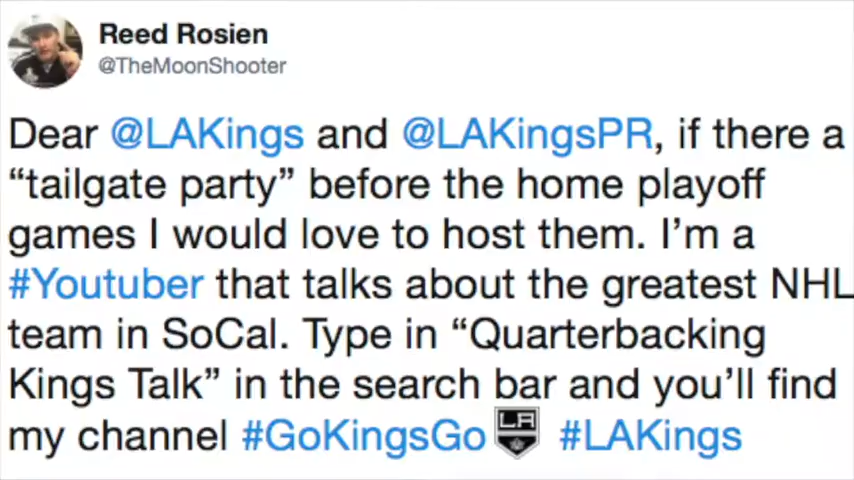 Reed Rosien
@TheMoonShooter
Dear @LAKings and @LAKingsPR, if there a
“tailgate party” before the home playoff
games I would love to host them. I’m a
#Youtuber that talks about the greatest NHL
team in SoCal. Type in “Quarterbacking
Kings Talk” in the search bar and you’ll find
my channel #GoKingsGo LA #LAKings